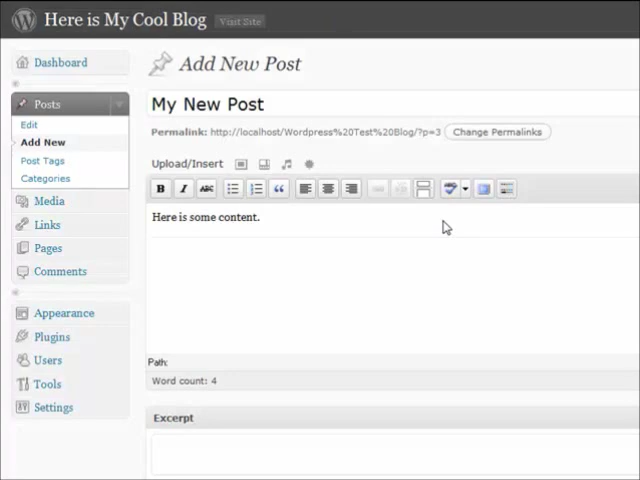 Here is My Cool Blog Visit Site
Dashboard
Posts
Edit
Add New
Post Tags
Categories
Media
Links
Pages
Comments
Appearance
Plugins
Users
Tools
Settings
Add New Post
My New Post
Permalink: http://localhost/Wordpress%20Test%20Blog/?p=3 Change Permalinks
Upload/Insert
B I ABC
Here is some content.
Path:
Word count: 4
Excerpt